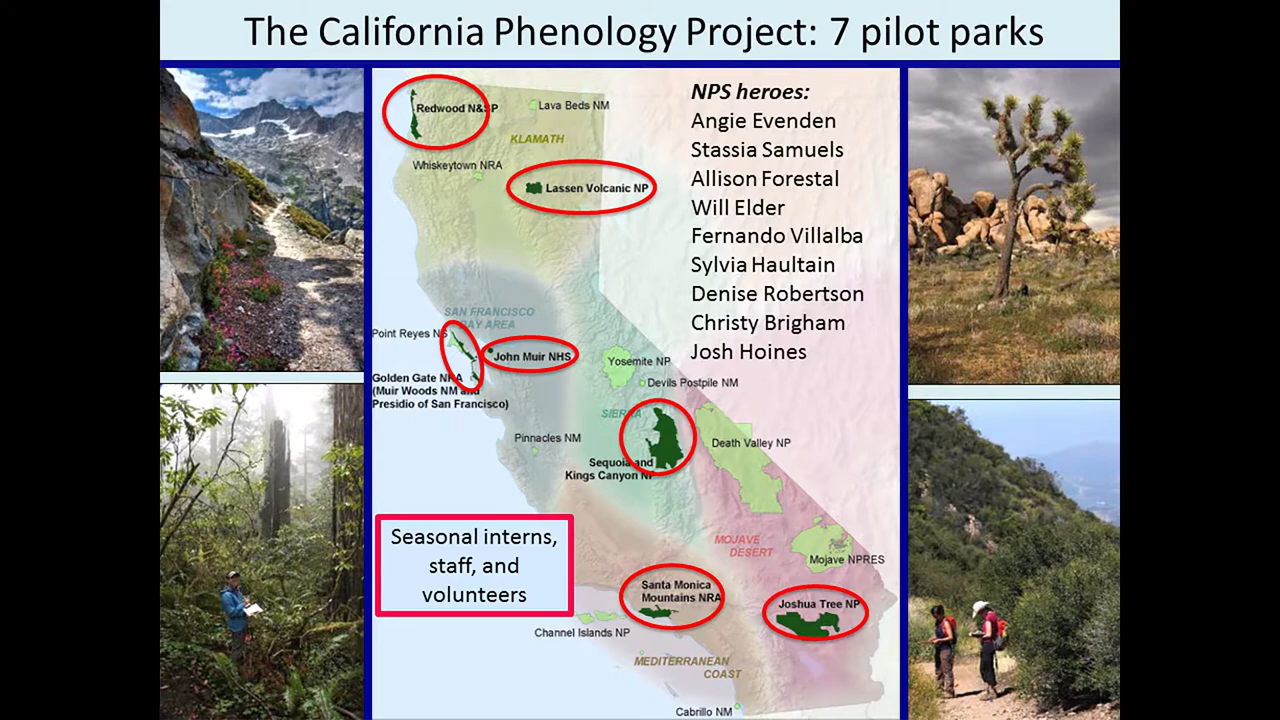 The California Phenology Project: 7 pilot parks
NPS heroes:
Angie Evenden
Stassia Samuels
Allison Forestal
Will Elder
Fernando Villalba
Sylvia Haultain
Denise Robertson
Christy Brigham
Josh Hoines
Redwood N&SP
Lava Beds NM
KLAMATH
Whiskeytown NRA
Lassen Volcanic NP
SAN FRANCISCO
BAY AREA
Point Reyes NS
John Muir NHS
Golden Gate NRA
(Muir Woods NM and
Presidio of San Francisco)
Yosemite NP
Devils Postpile NM
SIERRA
Pinnacles NM
Death Valley NP
Sequoia and
Kings Canyon NP
Seasonal interns,
staff, and
volunteers
MOJAVE
DESERT
Mojave NPRES
Santa Monica
Mountains NRA
Joshua Tree NP
Channel Islands NP
MEDITERRANEAN
COAST
Cabrillo NM